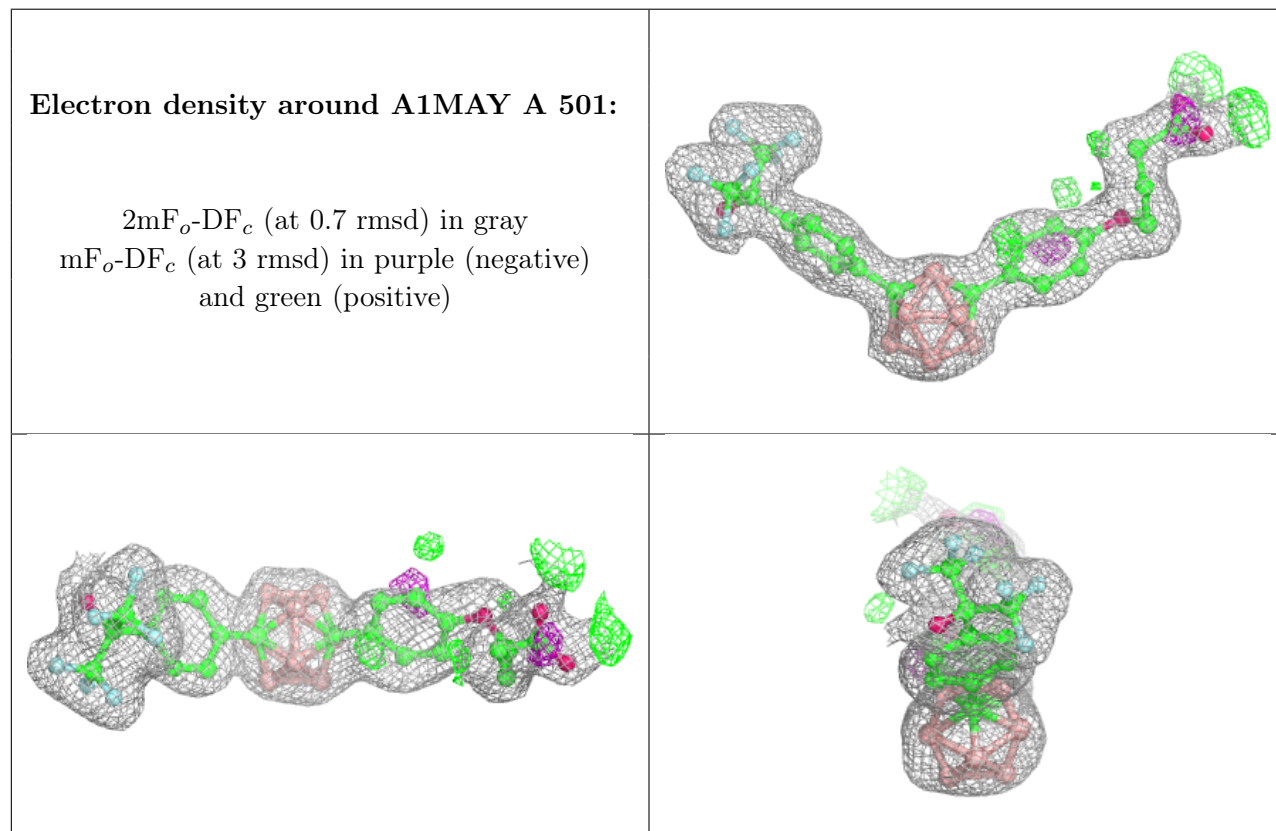 Electron density around A1MAY A 501:
2mFo-DFc (at 0.7 rmsd) in gray
mFo-DFc (at 3 rmsd) in purple (negative)
and green (positive)